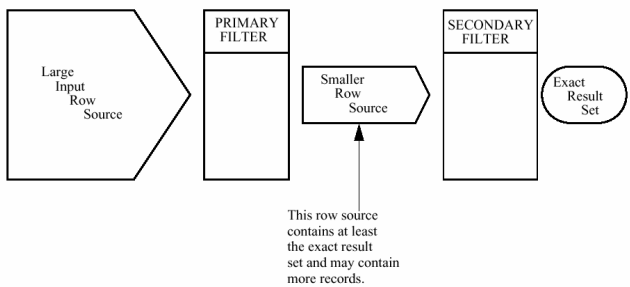 Large
Input
Row
Source
PRIMARY
FILTER
Smaller
Row
Source
SECONDARY
FILTER
Exact
Result
Set
This row source
contains at least
the exact result
set and may contain
more records.